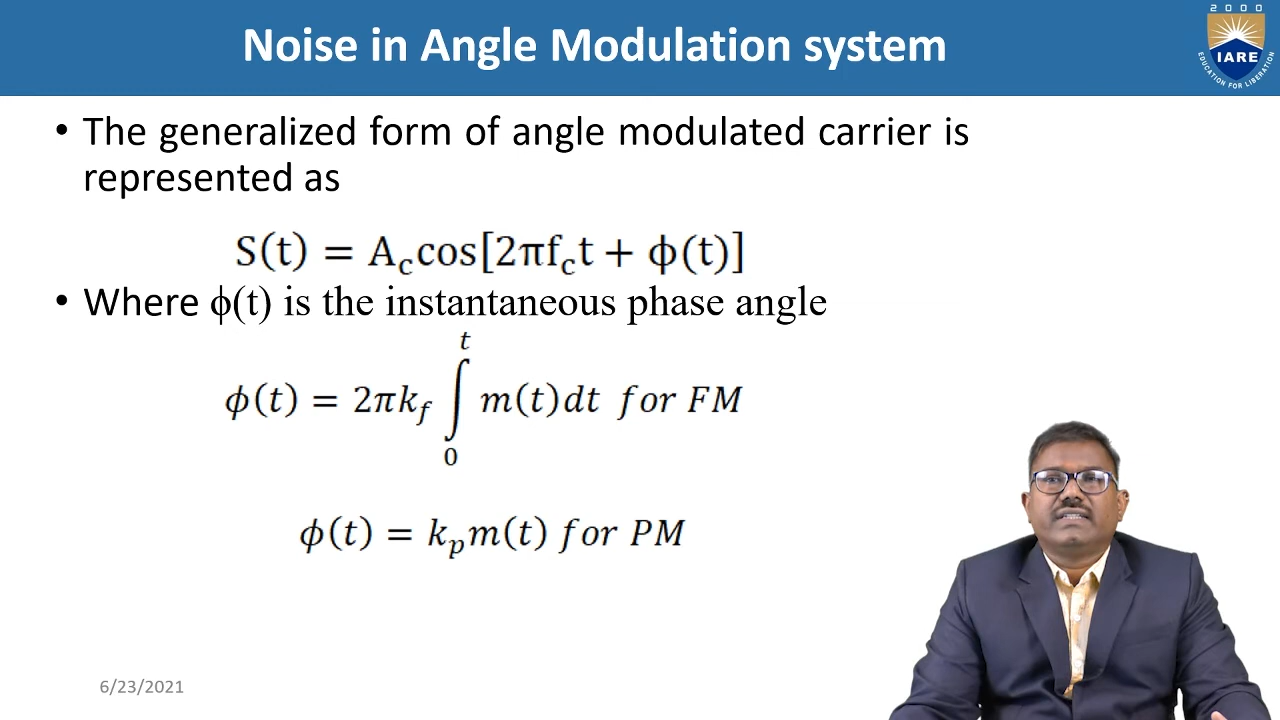 Noise in Angle Modulation system
2000
IARE
EDUCATION FOR LIBERATION
• The generalized form of angle modulated carrier is
represented as
S(t) = A_c cos[2πf_c t + ϕ(t)]
• Where ϕ(t) is the instantaneous phase angle
ϕ(t) = 2πk_f ∫_0^t m(t)dt for FM
ϕ(t) = k_p m(t) for PM
6/23/2021